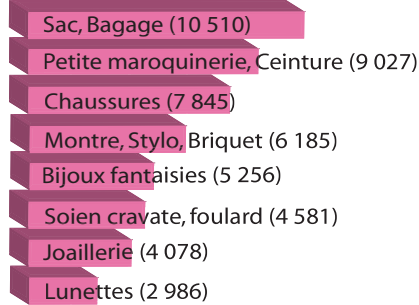 Sac, Bagage (10 510)
Petite maroquinerie, Ceinture (9 027)
Chaussures (7 845)
Montre, Stylo, Briquet (6 185)
Bijoux fantaisies (5 256)
Soien cravate, foulard (4 581)
Joaillerie (4 078)
Lunettes (2 986)